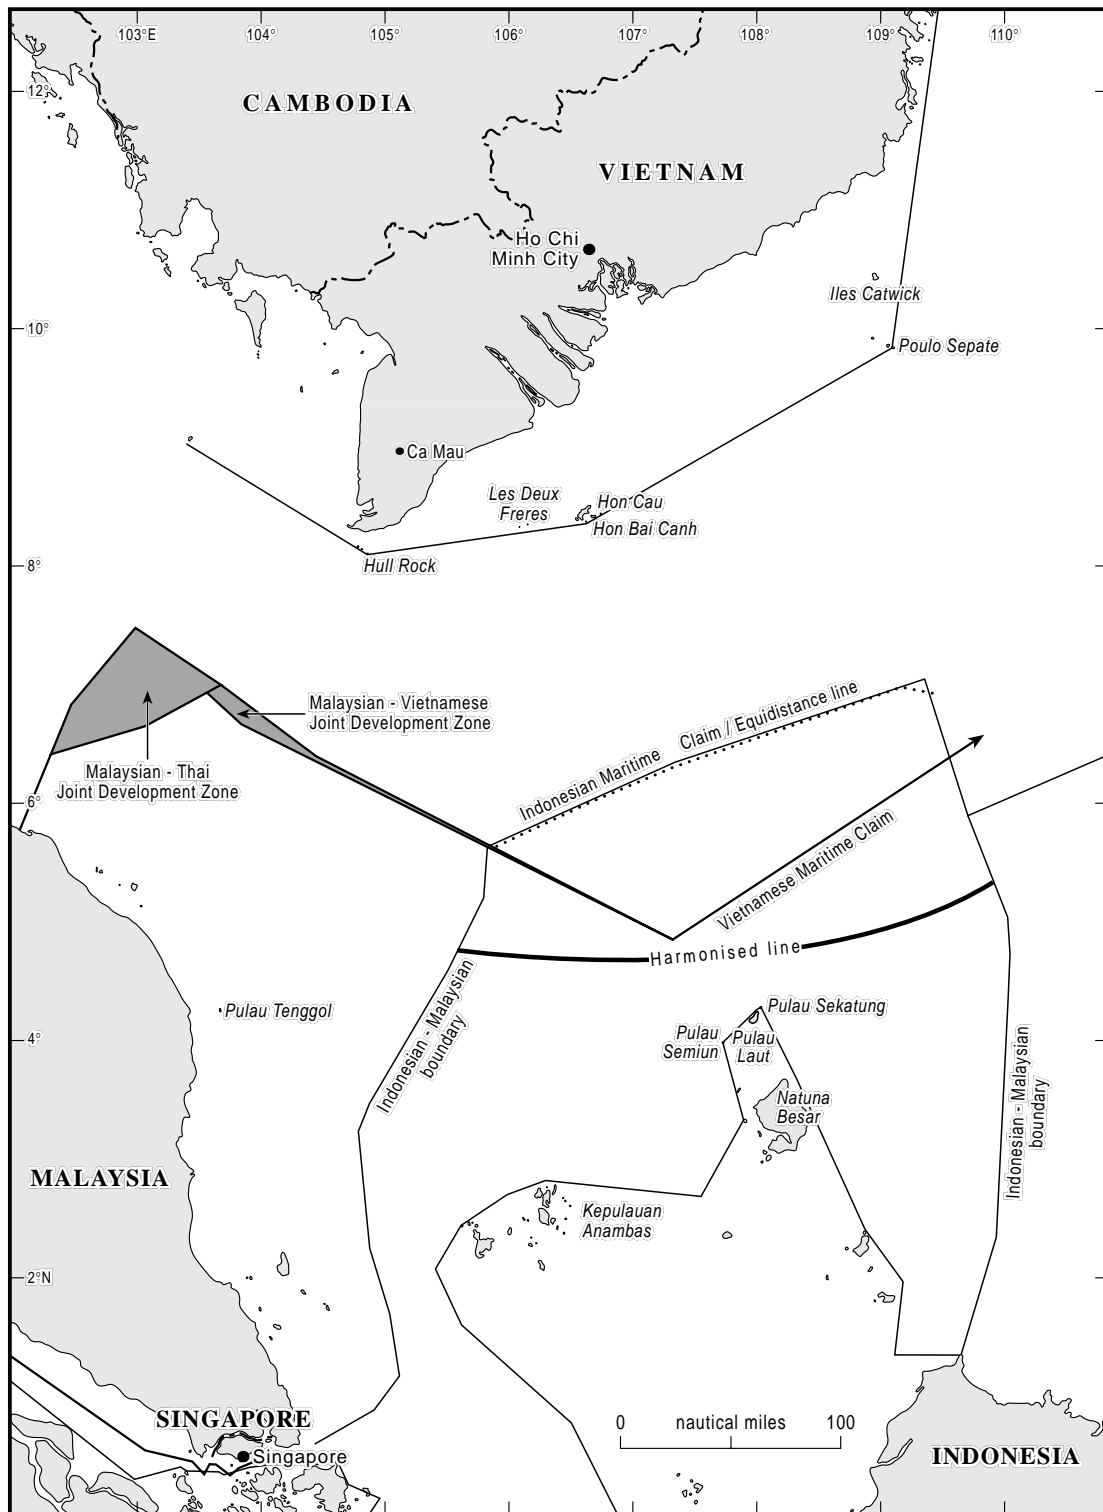 103°E 104° 105° 106° 107° 108° 109° 110°
12°
CAMBODIA
VIETNAM
Ho Chi
Minh City
Iles Catwick
10°
Poulo Sepate
Ca Mau
Les Deux
Freres
Hon Cau
Hon Bai Canh
Hull Rock
8°
Malaysian - Vietnamese
Joint Development Zone
Malaysian - Thai
Joint Development Zone
Indonesian Maritime Claim / Equidistance line
6°
Vietnamese Maritime Claim
Harmonised line
Indonesian - Malaysian
boundary
Pulau Tenggol
Pulau Sekatung
Pulau
Semiun
Pulau
Laut
4°
Natuna
Besar
Indonesian - Malaysian
boundary
MALAYSIA
Kepulauan
Anambas
2°N
SINGAPORE
Singapore
0 nautical miles 100
INDONESIA